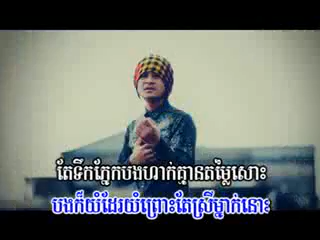 តែទឹកភ្នែកបងហាក់គ្មានតម្លៃសោះ
បងក៏យំដែរយំព្រោះតែស្រីម្នាក់នោះ